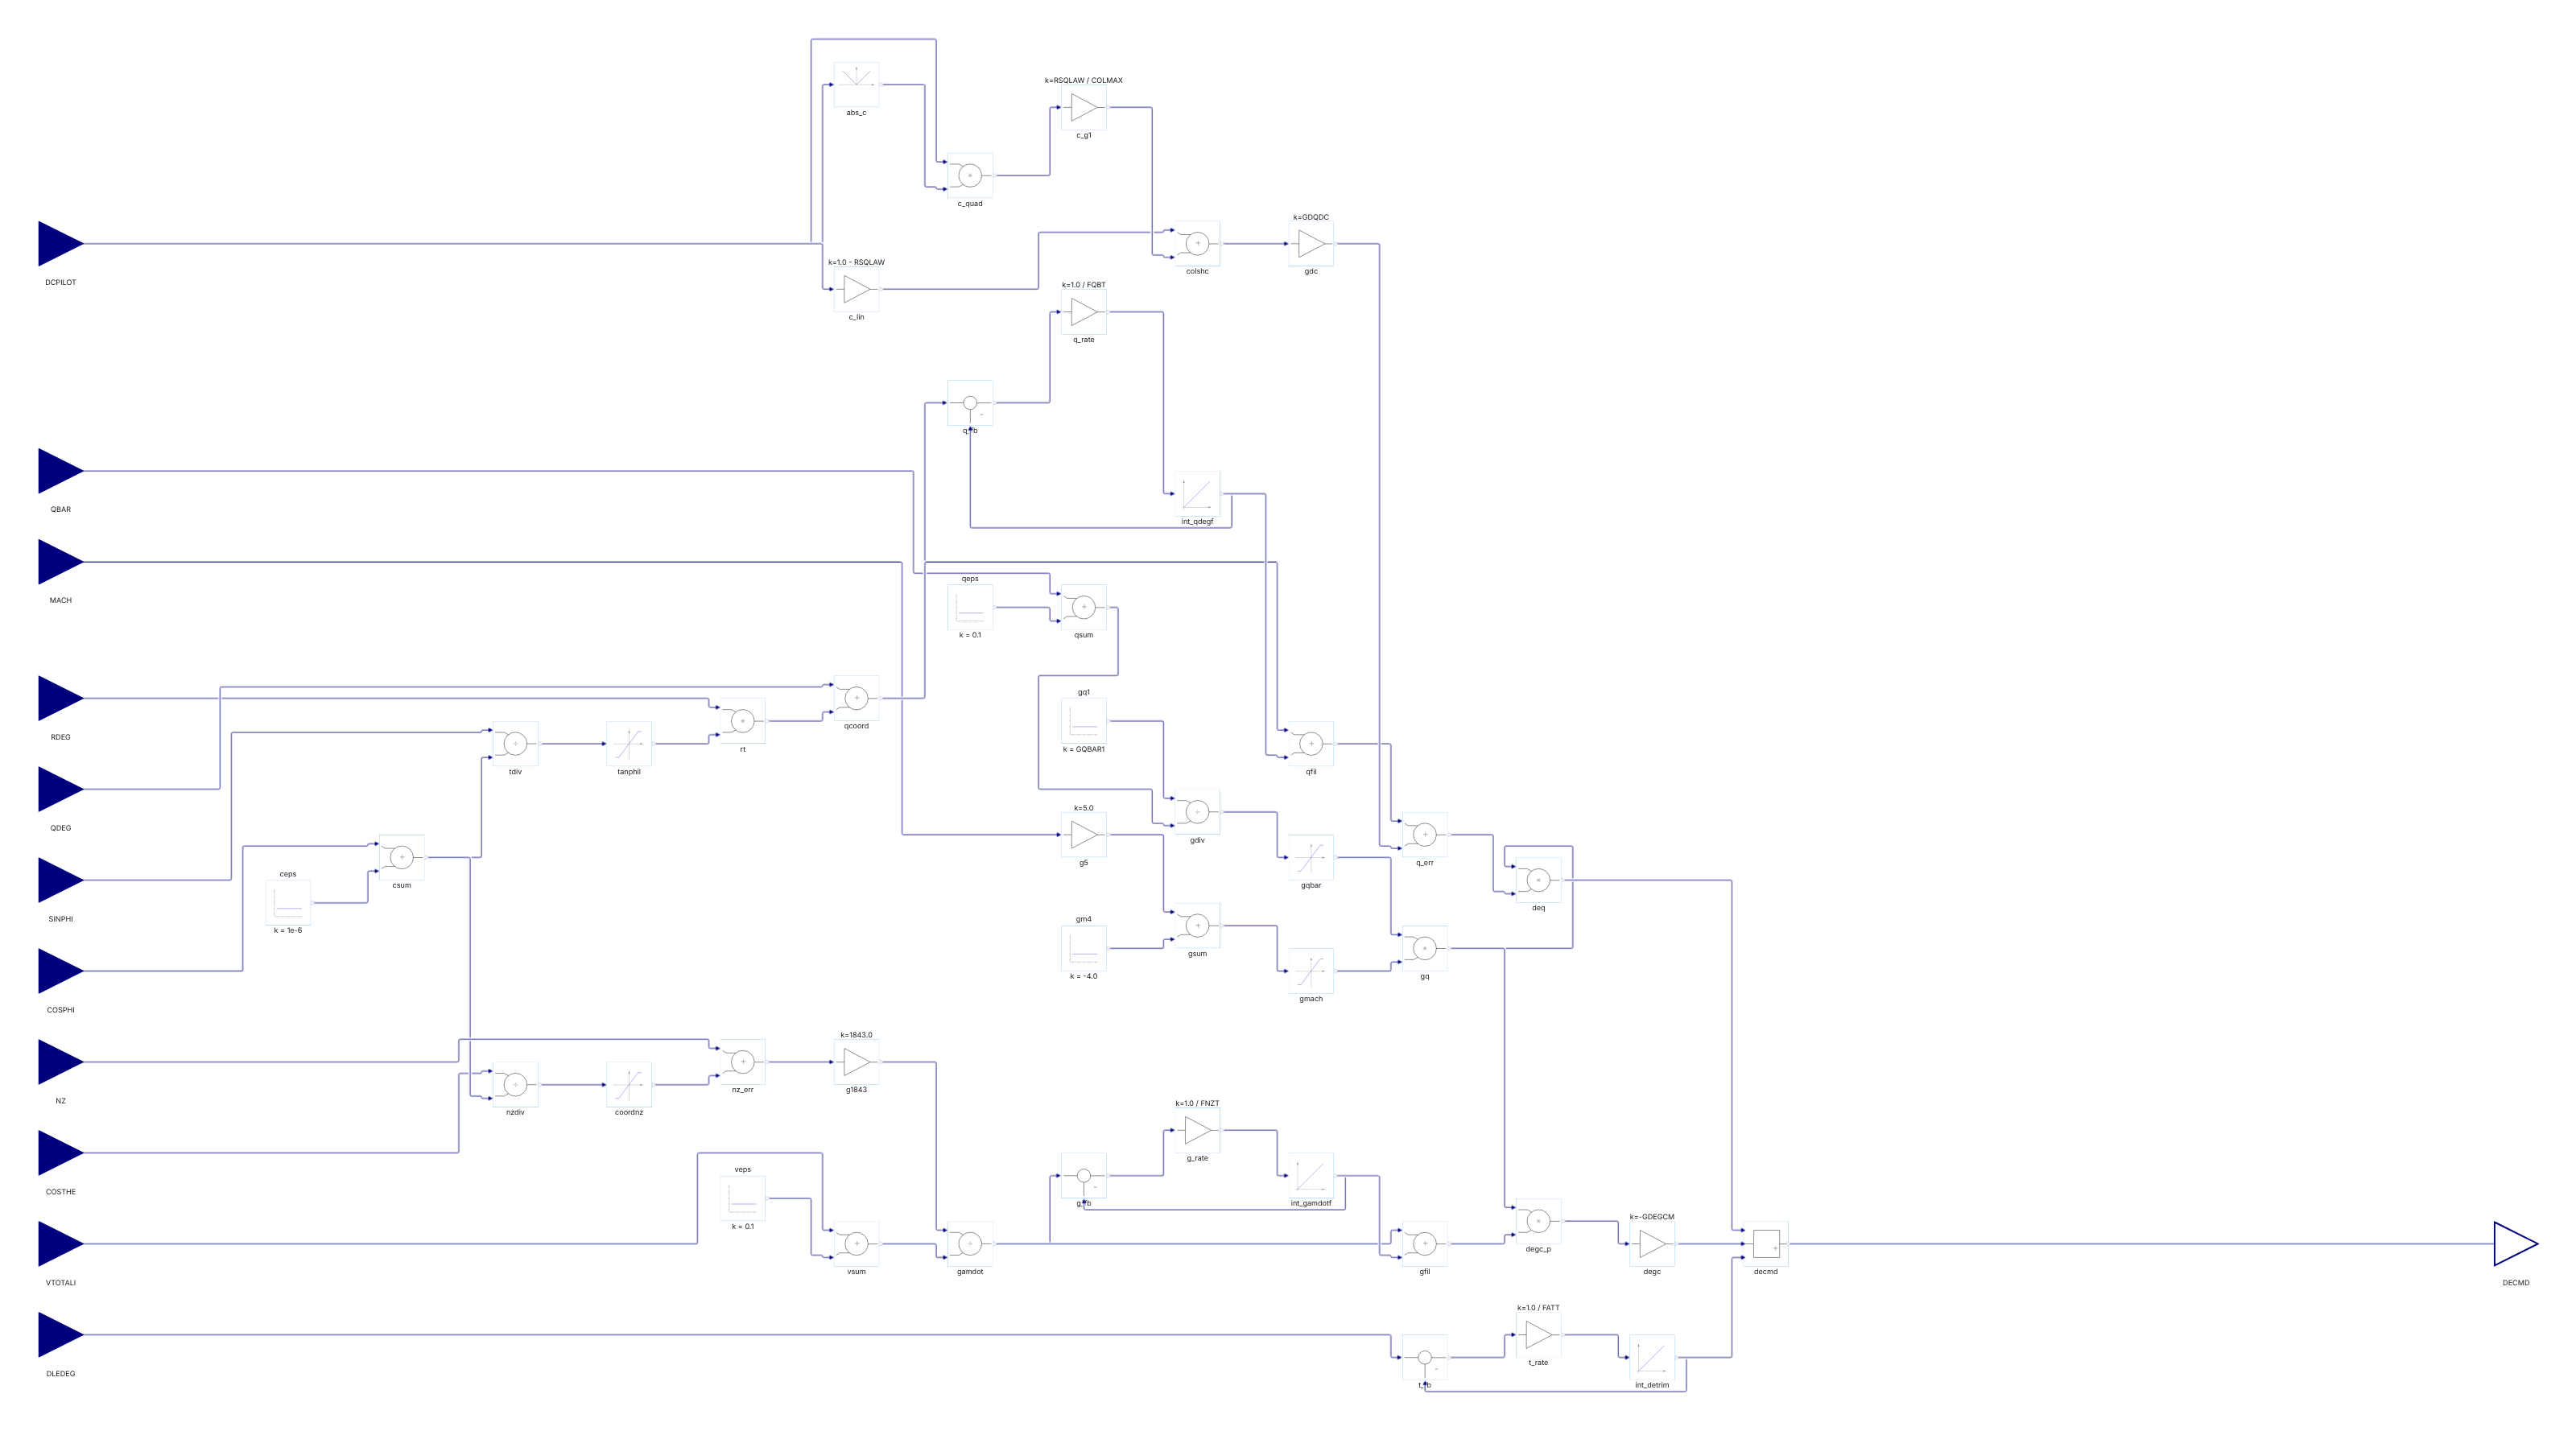 k=RSQLAW / COLMAX
abs_c
c_g1
c_quad
k=GDQDC
DCPILOT
k=1.0 - RSQLAW
colshc
gdc
k=1.0 / FQBT
c_lin
q_rate
QBAR
int_qdegf
qeps
MACH
k = 0.1
qsum
gq1
qcoord
RDEG
rt
k = GQBAR1
tdiv
tanphii
qfil
k=5.0
QDEG
gdiv
g5
q_err
ceps
csum
gqbar
SINPHI
deq
gm4
k = 1e-6
gsum
k = -4.0
gq
gmach
COSPHI
k=1843.0
NZ
nz_err
g1843
k=1.0 / FNZT
nzdiv
coordnz
g_rate
veps
COSTHE
int_gamdotf
k=-GDEGCM
k = 0.1
degc_p
VTOTALI
vsum
gamdot
gfil
degc
decmd
DECMD
k=1.0 / FATT
t_rate
DLEDEG
int_detrim